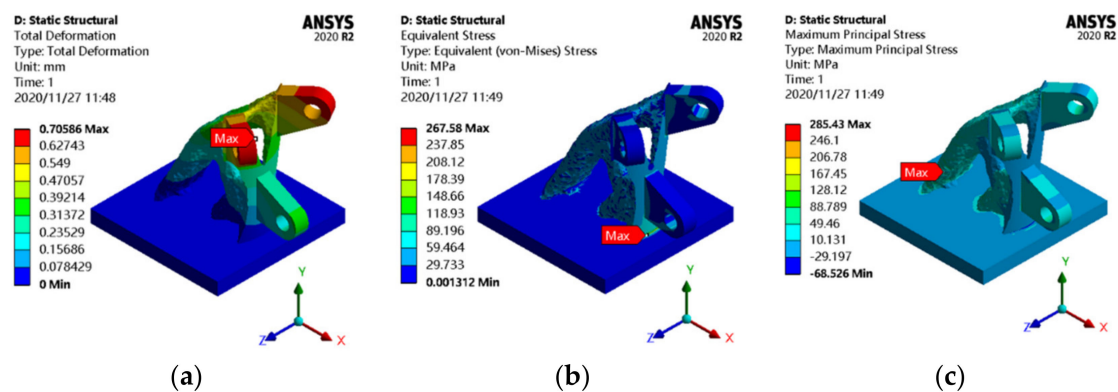 D: Static Structural
Total Deformation
Type: Total Deformation
Unit: mm
Time: 1
2020/11/27 11:48
ANSYS
2020 R2
0.70586 Max
0.62743
0.549
0.47057
0.39214
0.31372
0.23529
0.15686
0.078429
0 Min
Max
Y
Z
X
(a)
D: Static Structural
Equivalent Stress
Type: Equivalent (von-Mises) Stress
Unit: MPa
Time: 1
2020/11/27 11:49
ANSYS
2020 R2
267.58 Max
237.85
208.12
178.39
148.66
118.93
89.196
59.464
29.733
0.001312 Min
Max
Y
Z
X
(b)
D: Static Structural
Maximum Principal Stress
Type: Maximum Principal Stress
Unit: MPa
Time: 1
2020/11/27 11:49
ANSYS
2020 R2
285.43 Max
246.1
206.78
167.45
128.12
88.789
49.46
10.131
-29.197
-68.526 Min
Max
Y
Z
X
(c)